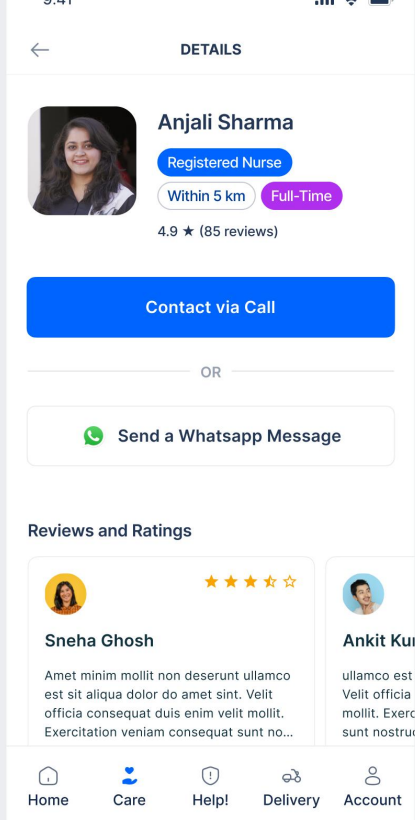 9:41
DETAILS
Anjali Sharma
Registered Nurse
Within 5 km Full-Time
4.9 ★ (85 reviews)
Contact via Call
OR
Send a Whatsapp Message
Reviews and Ratings
Sneha Ghosh
Amet minim mollit non deserunt ullamco
est sit aliqua dolor do amet sint. Velit
officia consequat duis enim velit mollit.
Exercitation veniam consequat sunt no...
Ankit
ullamco est
Velit officia
mollit.
sunt
Home Care Help! Delivery Account